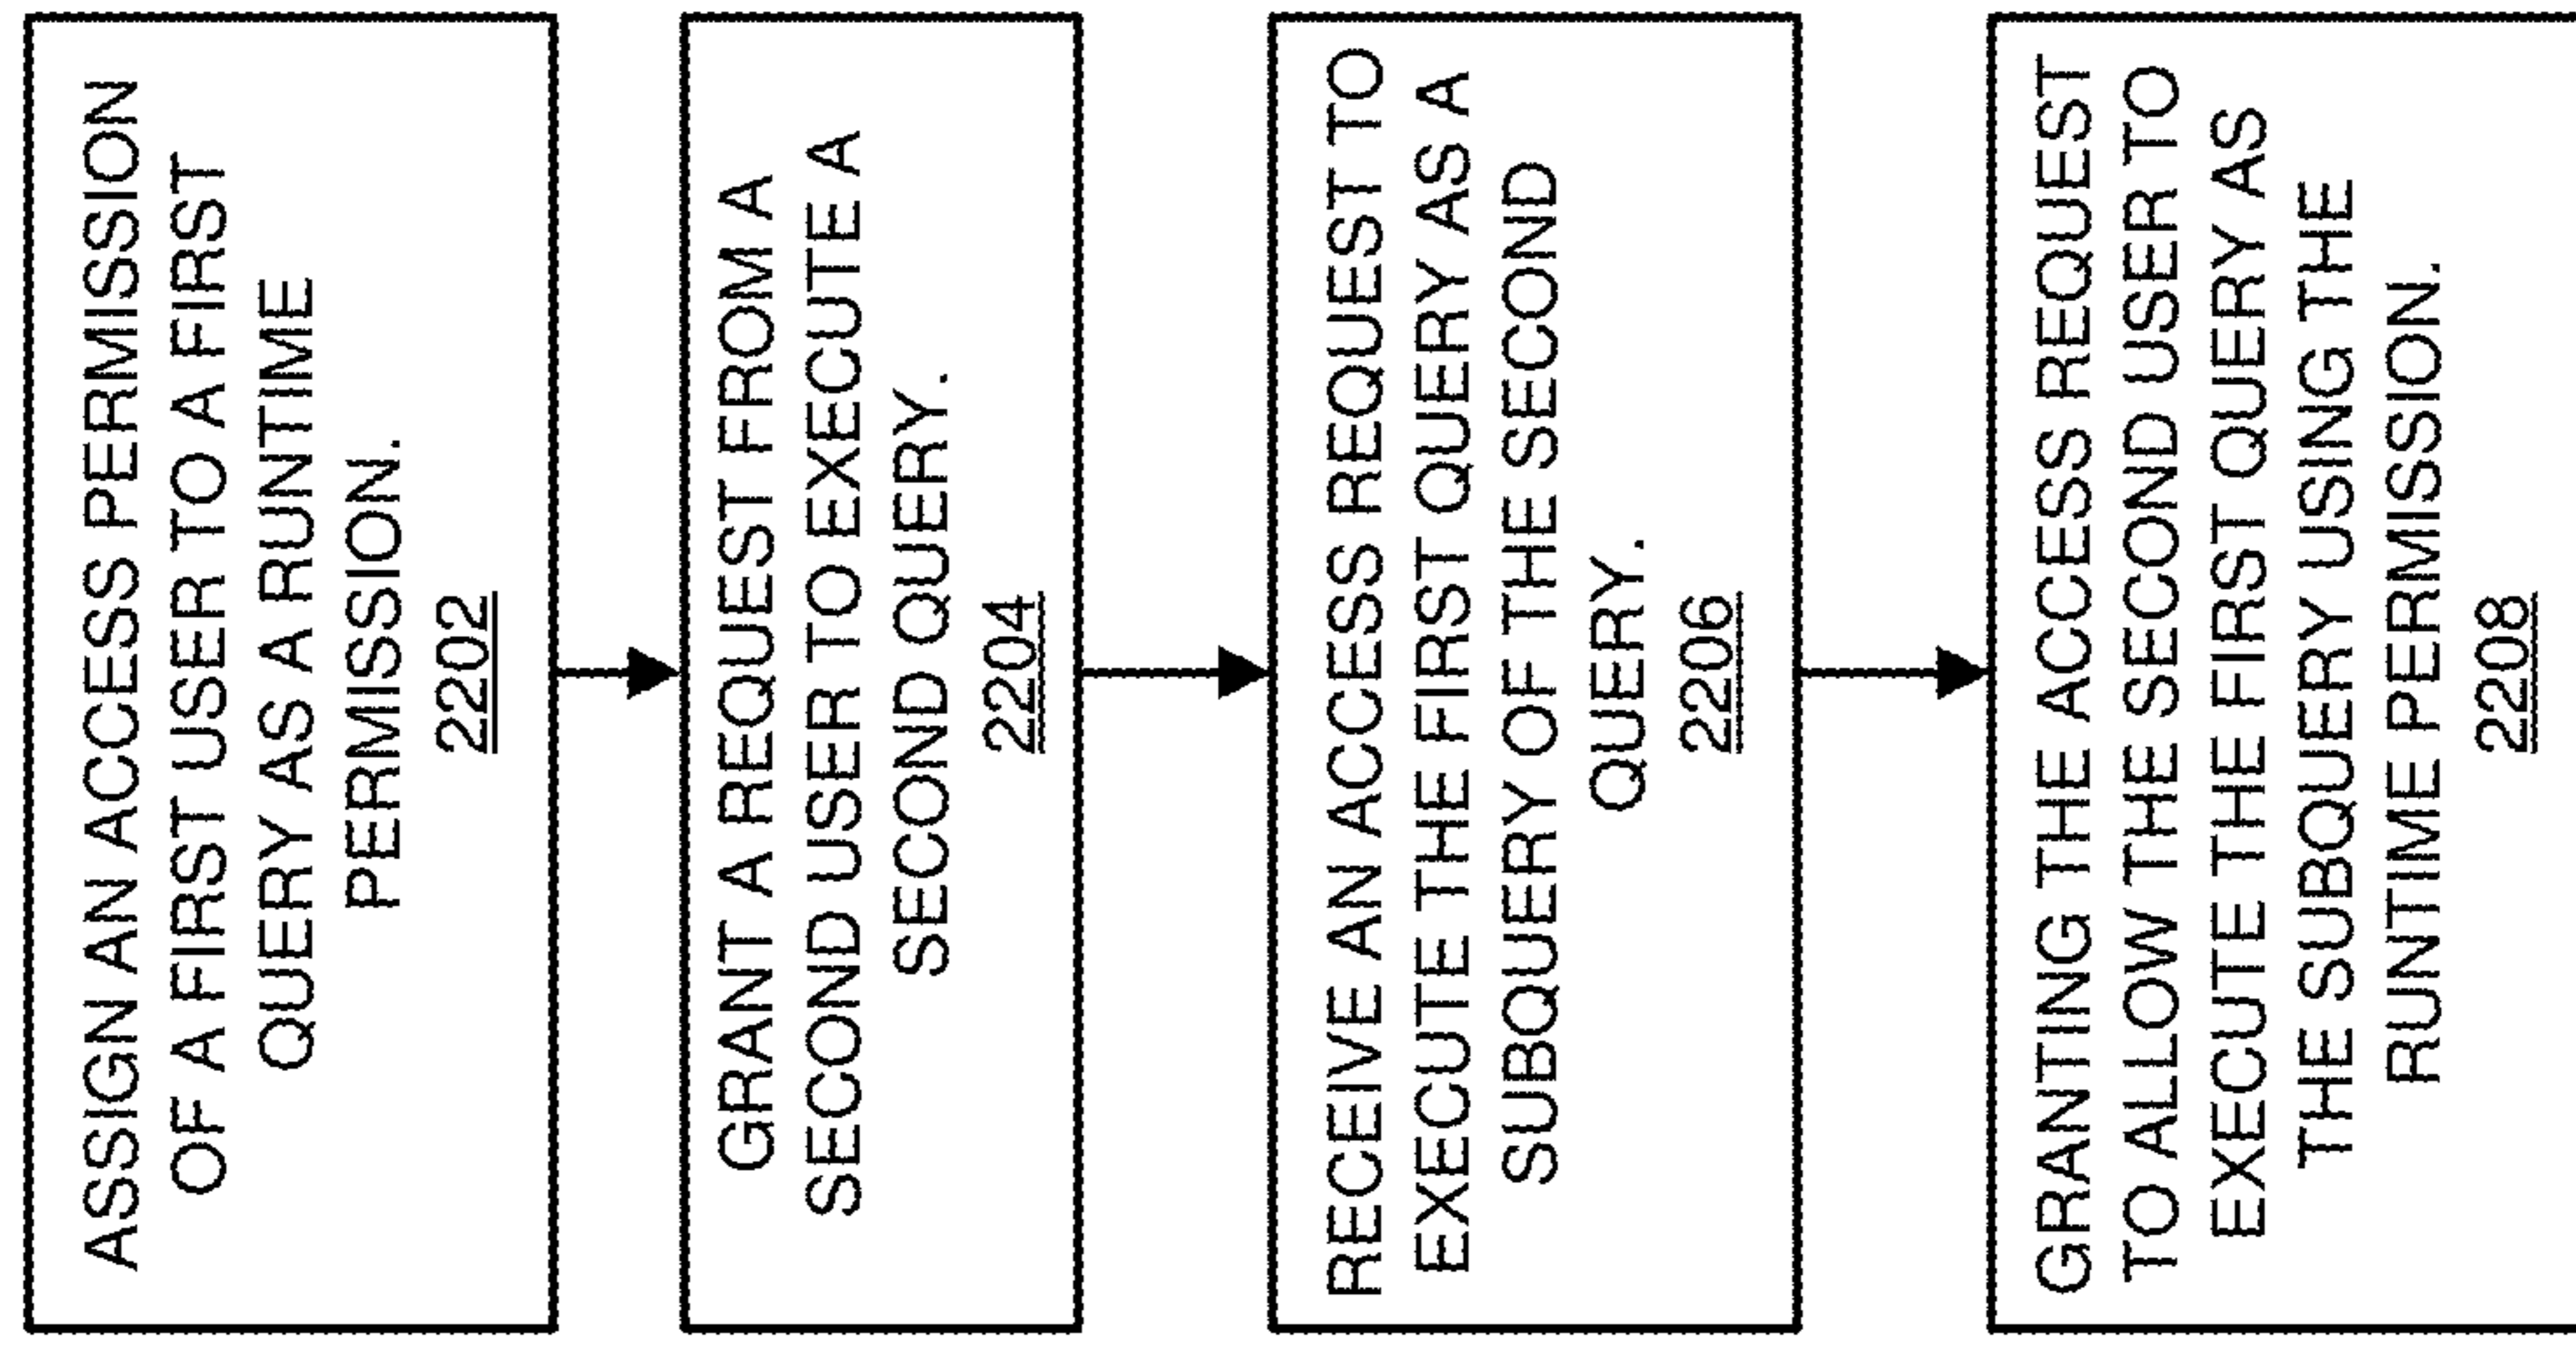 ASSIGN AN ACCESS PERMISSION
OF A FIRST USER TO A FIRST
QUERY AS A RUNTIME
PERMISSION.
2202
GRANT A REQUEST FROM A
SECOND USER TO EXECUTE A
SECOND QUERY.
2204
RECEIVE AN ACCESS REQUEST TO
EXECUTE THE FIRST QUERY AS A
SUBQUERY OF THE SECOND
QUERY.
2206
GRANTING THE ACCESS REQUEST
TO ALLOW THE SECOND USER TO
EXECUTE THE FIRST QUERY AS
THE SUBQUERY USING THE
RUNTIME PERMISSION.
2208